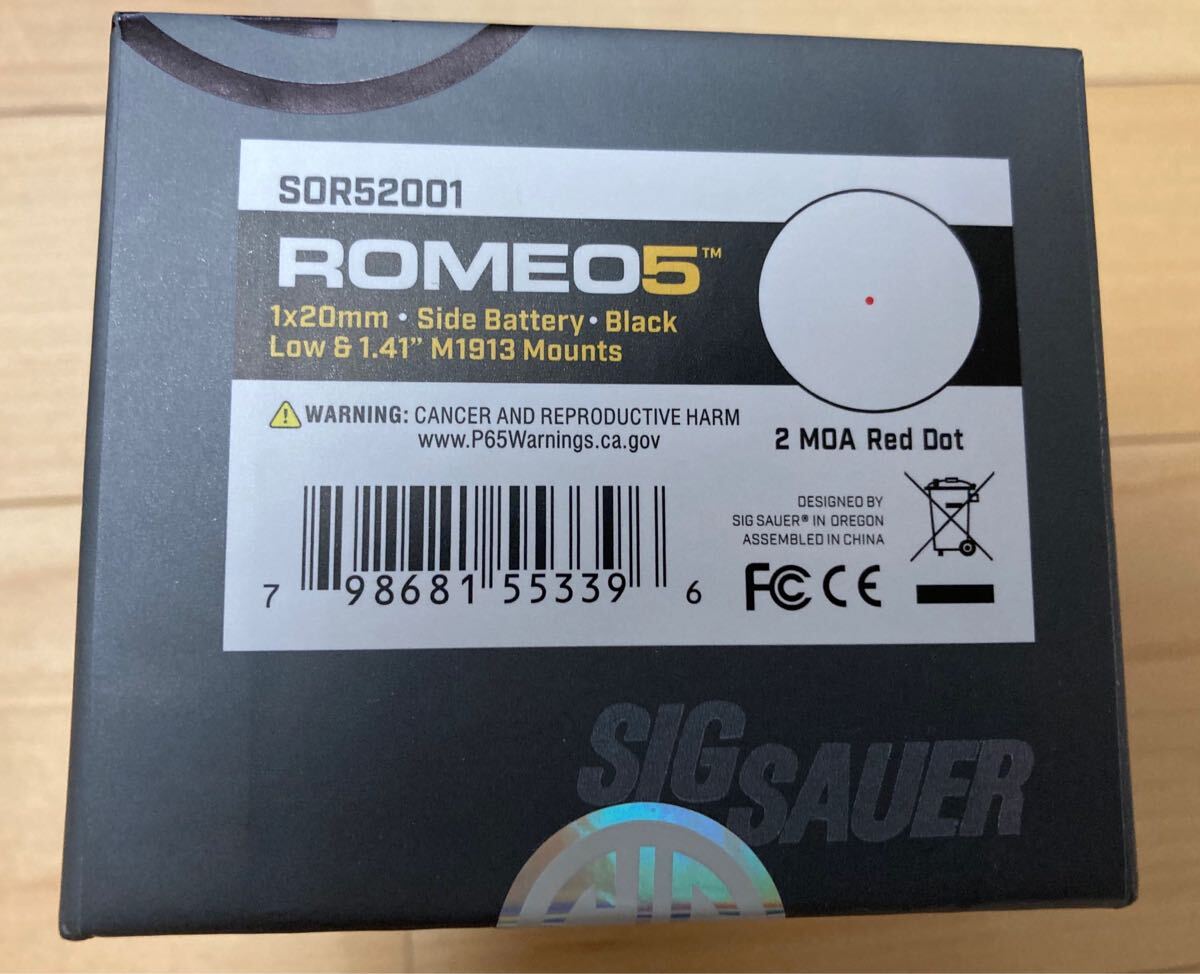 SOR52001
ROMEO5™
1x20mm • Side Battery • Black
Low & 1.41” M1913 Mounts
WARNING: CANCER AND REPRODUCTIVE HARM
www.P65Warnings.ca.gov
2 MOA Red Dot
DESIGNED BY
SIG SAUER® IN OREGON
ASSEMBLED IN CHINA
7 98681 55339 6
FC CE
SIG SAUER